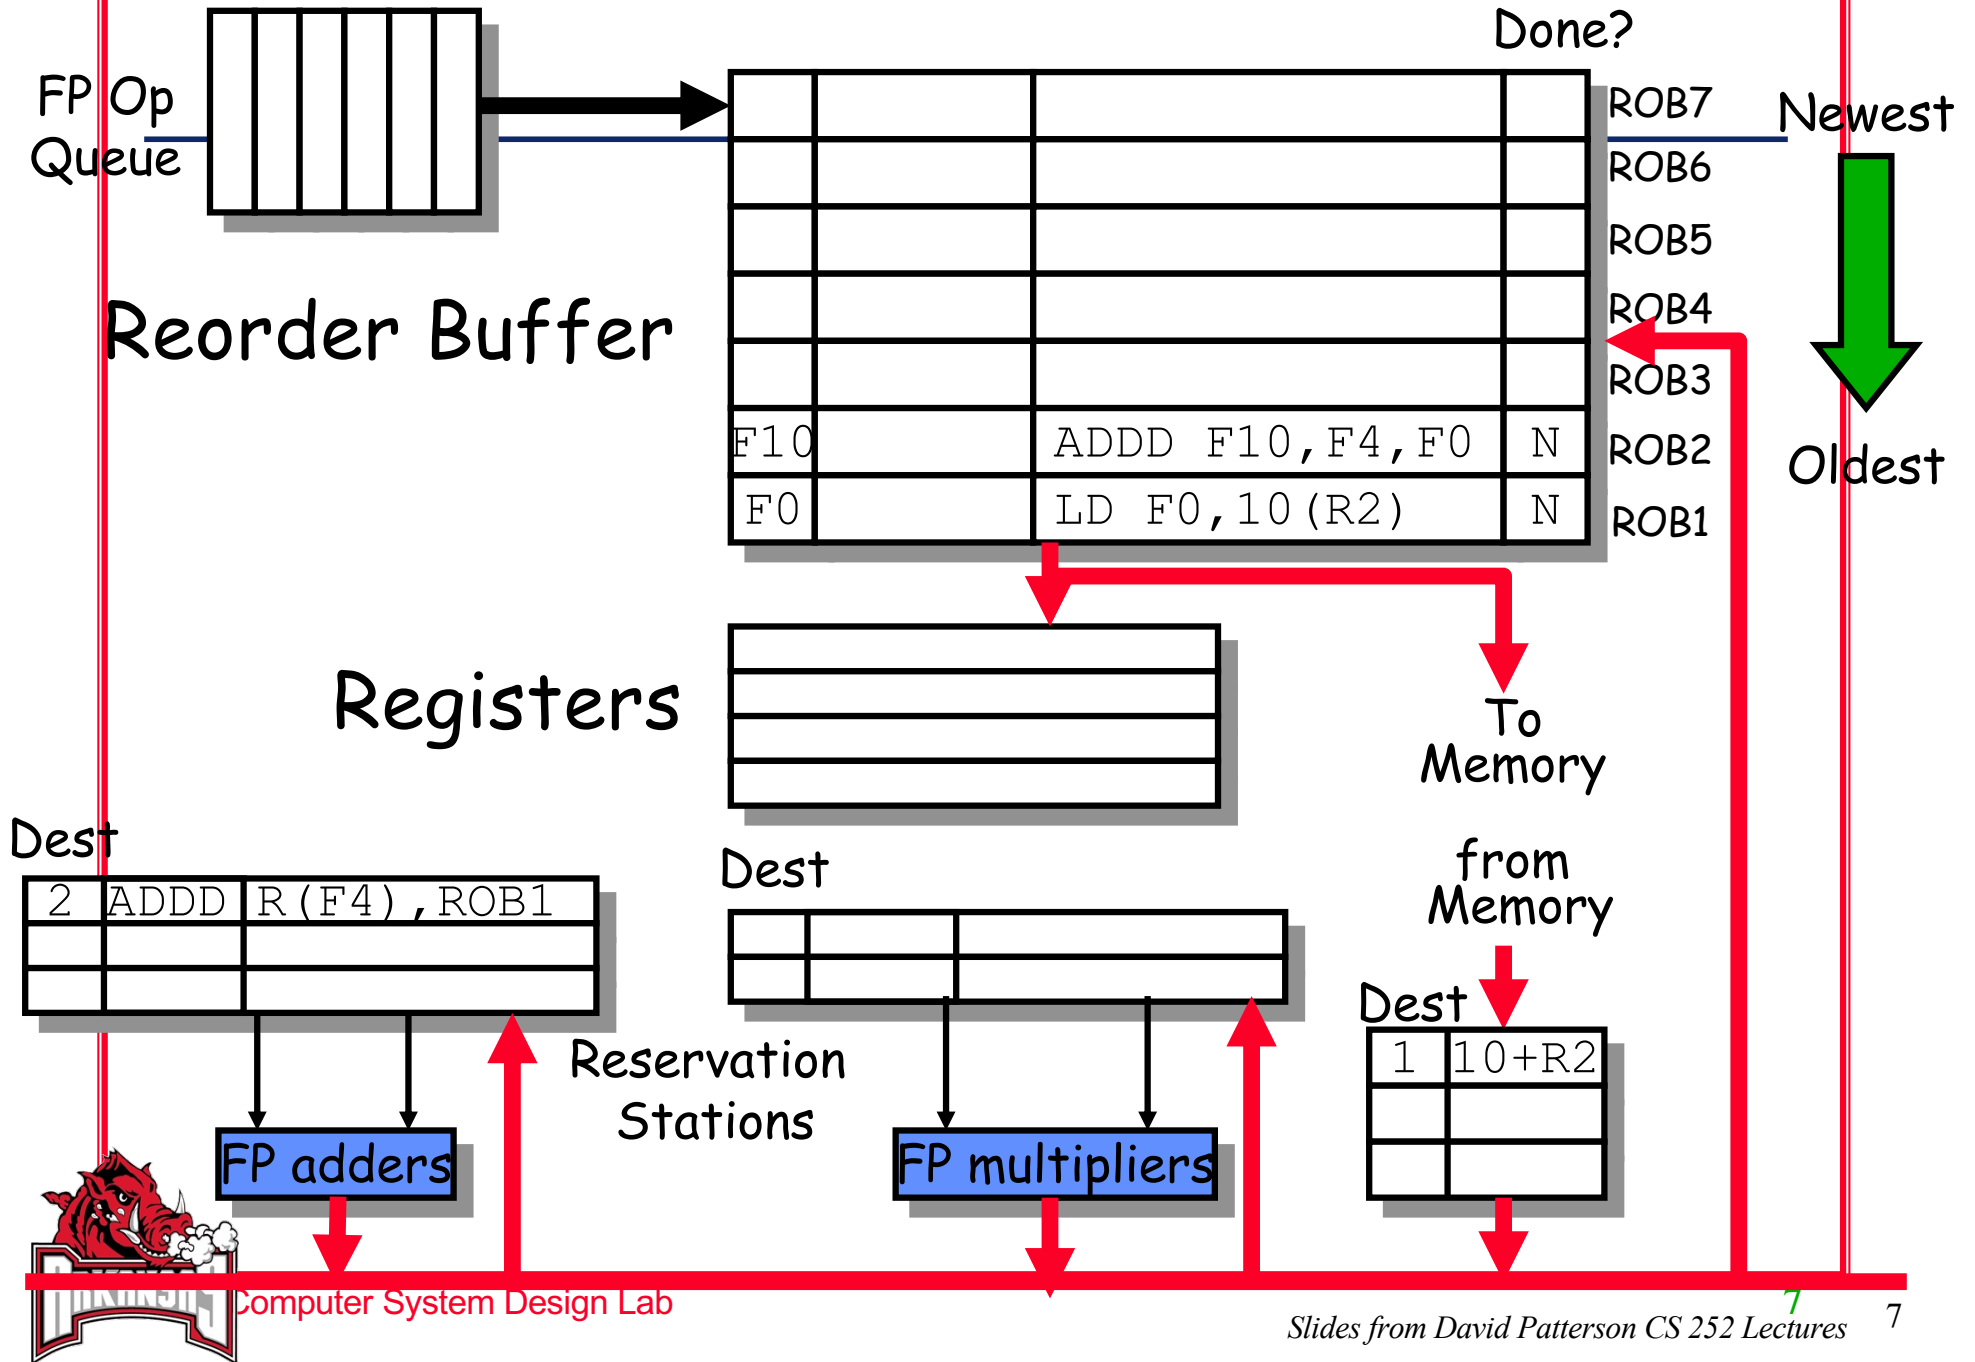 Done?
FP Op
Queue
ROB7
Newest
ROB6
ROB5
Reorder Buffer
ROB4
ROB3
F10 ADDD F10,F4,F0 N ROB2
Oldest
F0 LD F0,10(R2) N ROB1
Registers
To
Memory
Dest
2 ADDD R(F4),ROB1
Dest
from
Memory
Dest
1 10+R2
Reservation
Stations
FP adders
FP multipliers
ARKANSAS
Computer System Design Lab
Slides from David Patterson CS 252 Lectures
7
7